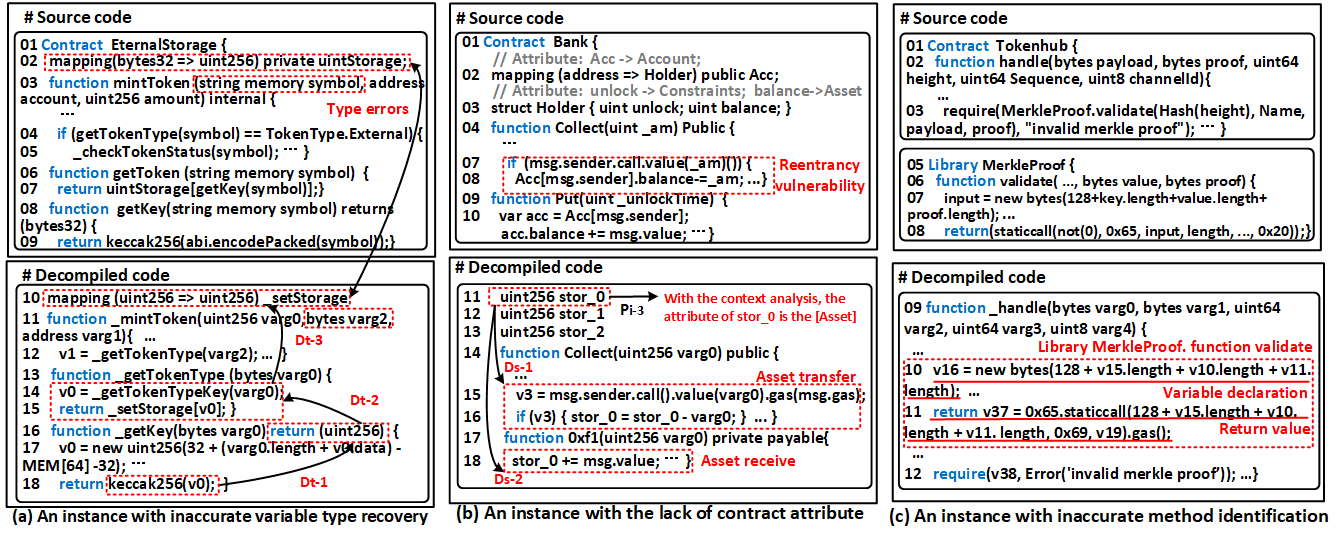 # Source code
01 Contract EternalStorage {
02 mapping(bytes32 => uint256) private uintStorage;
03 function mintToken (string memory symbol, address
account, uint256 amount) internal {
Type errors
...
04 if (getTokenType(symbol) == TokenType.External) {
05 _checkTokenStatus(symbol); ... }
06 function getToken (string memory symbol) {
07 return uintStorage[getKey(symbol)];}
08 function getKey(string memory symbol) returns
(bytes32) {
09 return keccak256(abi.encodePacked(symbol);}
# Decompiled code
10 mapping (uint256 => uint256) _setStorage
11 function _mintToken(uint256 varg0, bytes varg2,
address varg1){ ...
Dt-3
12 v1 = _getTokenType(varg2); ... }
13 function _getTokenType (bytes varg0) {
14 v0 = _getTokenTypeKey(varg0)
Dt-2
15 return _setStorage[v0]; }
16 function _getKey(bytes varg0) return (uint256) {
17 v0 = new uint256(32 + (varg0.length + v0.data) -
MEM[64] -32); ...
18 return keccak256(v0); }
Dt-1
(a) An instance with inaccurate variable type recovery
# Source code
01 Contract Bank {
// Attribute: Acc -> Account;
02 mapping (address => Holder) public Acc;
// Attribute: unlock -> Constraints; balance->Asset
03 struct Holder { uint unlock; uint balance; }
04 function Collect(uint _am) Public {
...
07 if (msg.sender.call.value(_am)()) {
08 Acc[msg.sender].balance-=_am; ...}
Reentrancy
vulnerability
09 function Put(uint _unlockTime) {
10 var acc = Acc[msg.sender];
acc.balance += msg.value; ... }
# Decompiled code
11 uint256 stor_0
Pi-3
With the context analysis, the
attribute of stor_0 is the [Asset]
12 uint256 stor_1
13 uint256 stor_2
14 function Collect(uint256 varg0) public {
Ds-1
...
Asset transfer
15 v3 = msg.sender.call().value(varg0).gas(msg.gas);
16 if (v3) { stor_0 = stor_0 - varg0; } ... }
17 function 0xf1(uint256 varg0) private payable{
18 stor_0 += msg.value; ... }
Asset receive
Ds-2
(b) An instance with the lack of contract attribute
# Source code
01 Contract Tokenhub {
02 function handle(bytes payload, bytes proof, uint64
height, uint64 Sequence, uint8 channelId){
...
03 require(MerkleProof.validate(Hash(height), Name,
payload, proof), "invalid merkle proof"); ... }
05 Library MerkleProof {
06 function validate( ..., bytes value, bytes proof) {
07 input = new bytes(128+key.length+value.length+
proof.length); ...
08 return(staticcall(not(0), 0x65, input, length, ..., 0x20));}
# Decompiled code
09 function _handle(bytes varg0, bytes varg1, uint64
varg2, uint64 varg3, uint8 varg4) {
...
Library MerkleProof. function validate
10 v16 = new bytes(128 + v15.length + v10.length + v11.
length); ...
Variable declaration
11 return v37 = 0x65.staticcall(128 + v15.length + v10.
length + v11. length, 0x69, v19).gas();
Return value
...
12 require(v38, Error('invalid merkle proof')); ...}
(c) An instance with inaccurate method identification